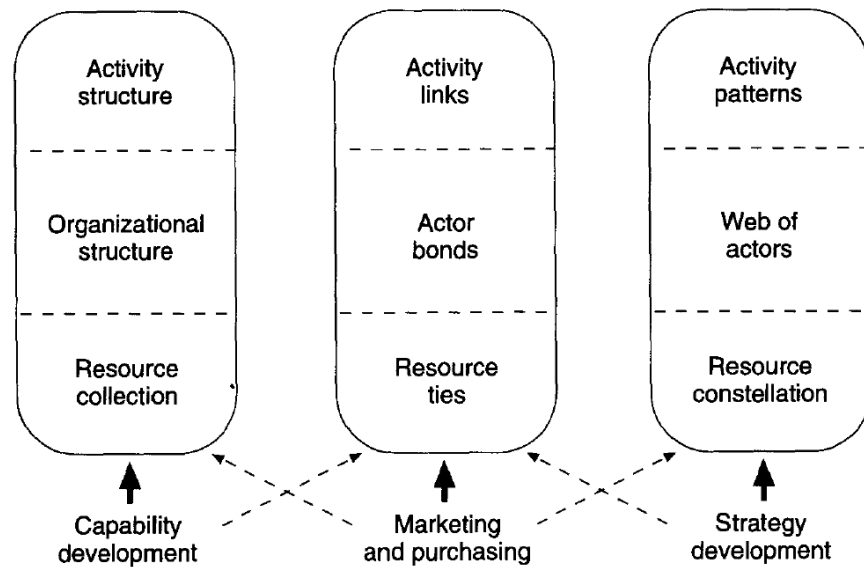 Activity
structure
Activity
links
Activity
patterns
Organizational
structure
Actor
bonds
Web of
actors
Resource
collection
Resource
ties
Resource
constellation
Capability
development
Marketing
and purchasing
Strategy
development